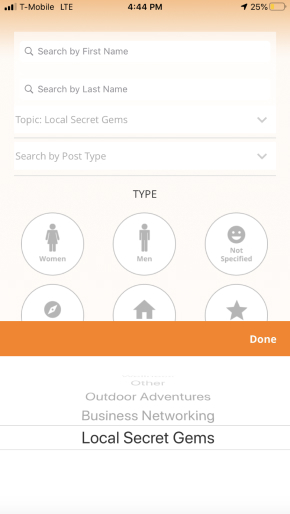 T-Mobile LTE 4:44 PM 25%
Search by First Name
Search by Last Name
Topic: Local Secret Gems
Search by Post Type
TYPE
Women
Men
Not
Specified
Done
Other
Outdoor Adventures
Business Networking
Local Secret Gems